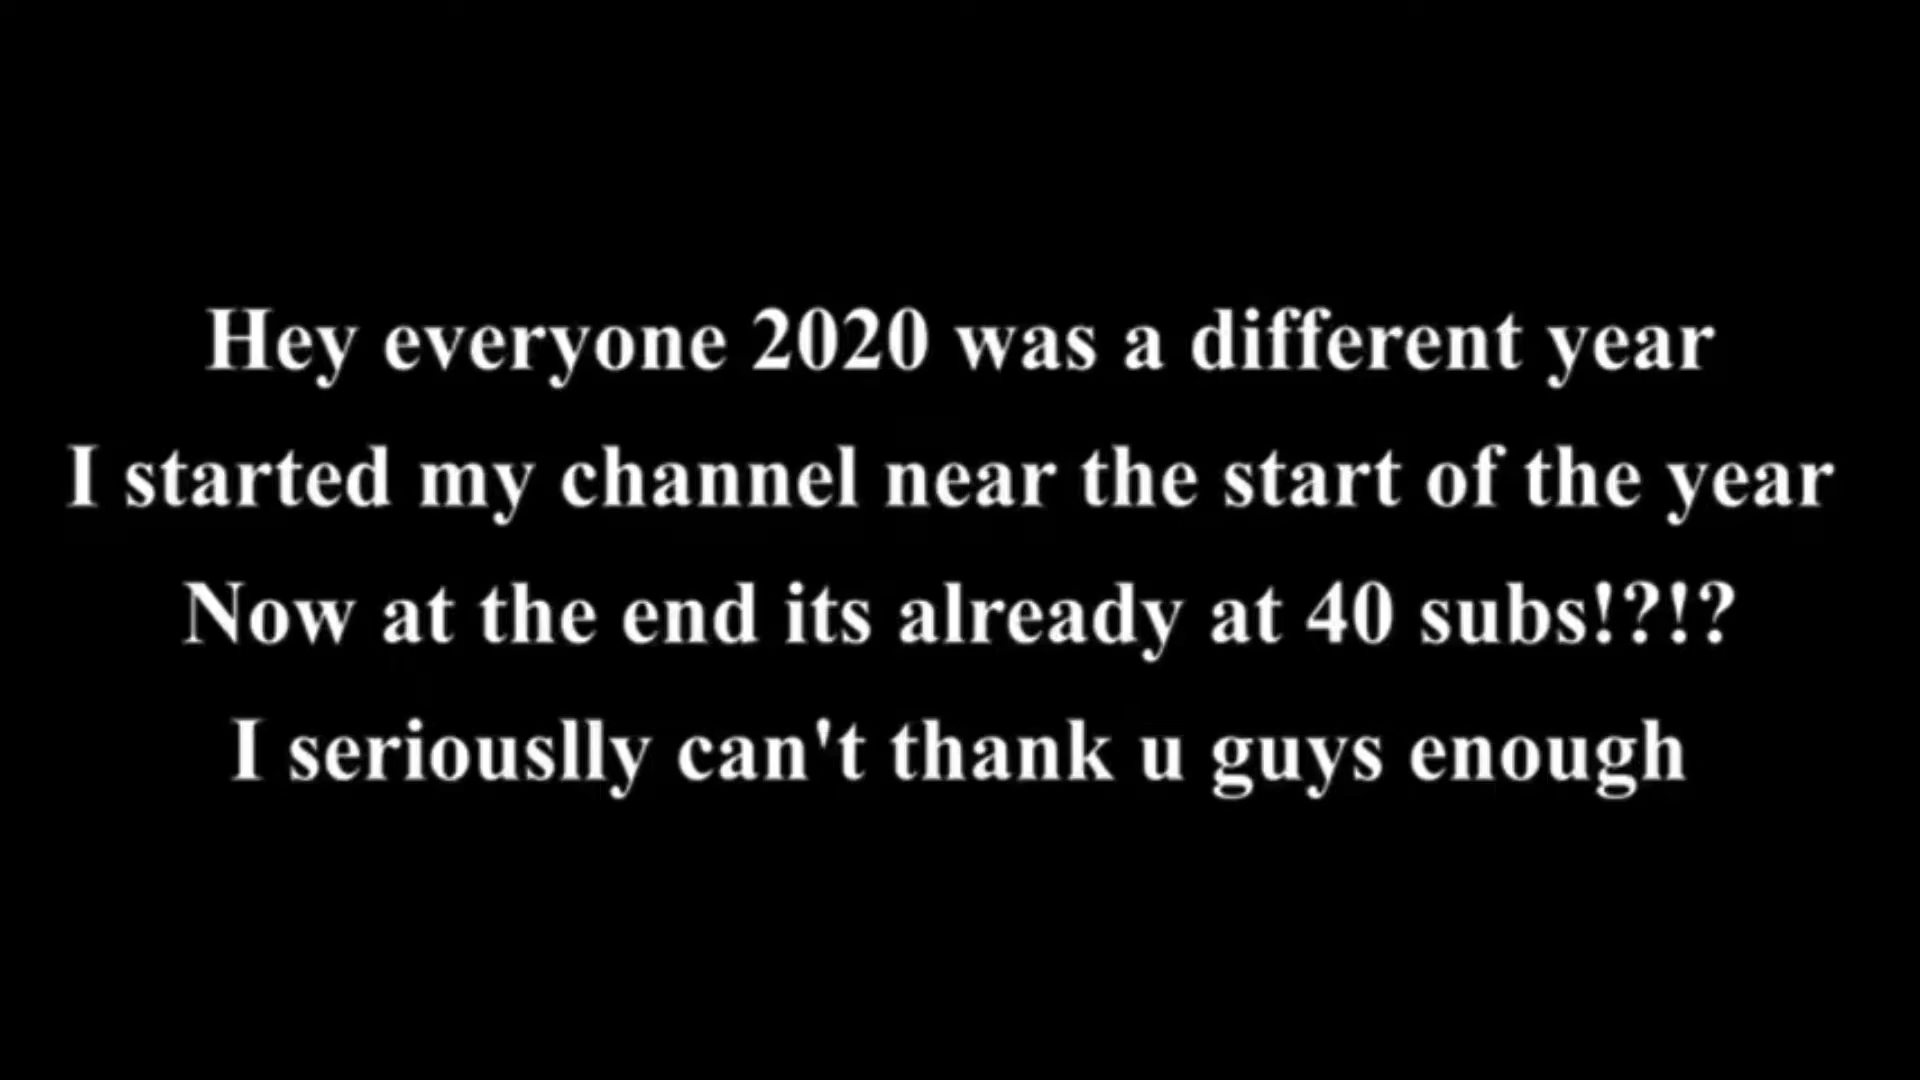 Hey everyone 2020 was a different year
I started my channel near the start of the year
Now at the end its already at 40 subs!?!?
I seriouslly can't thank u guys enough